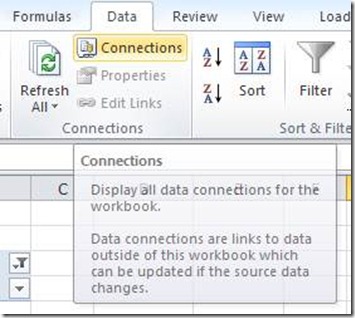 Formulas Data Review View Load
Connections
Refresh All
Properties
Edit Links
A Z
Z A
A Z Z A
Sort
Filter
Connections
Sort & Filte
C
Connections
Display all data connections for the
workbook.
Data connections are links to data
outside of this workbook which
can be updated if the source data
changes.